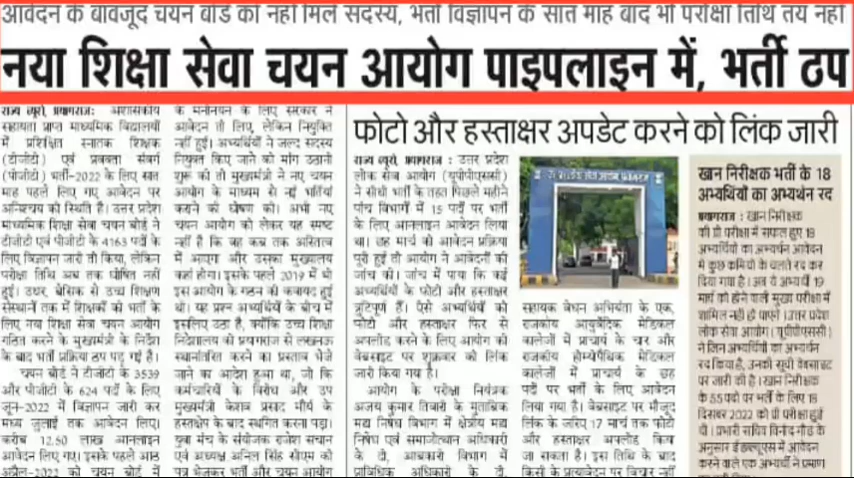 आवेदन के बावजूद चयन बोर्ड को नहीं मिले सदस्य, भर्ती विज्ञापन के सात माह बाद भी परीक्षा तिथि तय नहीं
नया शिक्षा सेवा चयन आयोग पाइपलाइन में, भर्ती ठप
राज्य ब्यूरो, प्रयागराज: अशासकीय
सहायता प्राप्त माध्यमिक विद्यालयों
में प्रशिक्षित स्नातक शिक्षक
(टीजीटी) एवं प्रवक्ता संवर्ग
(पीजीटी) भर्ती-2022 के लिए सात
माह पहले लिए गए आवेदन पर
अनिश्चय की स्थिति है। उत्तर प्रदेश
माध्यमिक शिक्षा सेवा चयन बोर्ड ने
टीजीटी एवं पीजीटी के 4163 पदों के
लिए विज्ञापन जारी तो किया, लेकिन
परीक्षा तिथि अब तक घोषित नहीं
हुई। उधर, बेसिक से उच्च शिक्षण
संस्थानों तक में शिक्षकों की भर्ती के
लिए नया शिक्षा सेवा चयन आयोग
गठित करने के मुख्यमंत्री के निर्देश
के बाद भर्ती प्रक्रिया ठप पड़ गई है।
चयन बोर्ड ने टीजीटी के 3539
और पीजीटी के 624 पदों के लिए
जून-2022 में विज्ञापन जारी कर
मध्य जुलाई तक आवेदन लिए।
करीब 12.50 लाख आनलाइन
आवेदन लिए गए। इसके पहले आठ
अप्रैल-2022 को चयन बोर्ड में
के मनोनयन के लिए सरकार ने
आवेदन तो लिए, लेकिन नियुक्ति
नहीं हुई। अभ्यर्थियों ने जल्द सदस्य
नियुक्त किए जाने की मांग उठानी
शुरू की तो मुख्यमंत्री ने नए चयन
आयोग के माध्यम से नई भर्तियां
कराने की घोषणा की। अभी नए
चयन आयोग को लेकर यह स्पष्ट
नहीं है कि वह कब तक अस्तित्व
में आएगा और उसका मुख्यालय
कहां होगा। इसके पहले 2019 में भी
इस आयोग के गठन की कवायद हुई
थी। यह प्रश्न अभ्यर्थियों के बीच में
इसलिए उठा है, क्योंकि उच्च शिक्षा
निदेशालय को प्रयागराज से लखनऊ
स्थानांतरित करने का प्रस्ताव भेजे
जाने का आदेश हुआ था, जो कि
कर्मचारियों के विरोध और उप
मुख्यमंत्री केशव प्रसाद मौर्य के
हस्तक्षेप के बाद स्थगित करना पड़ा।
युवा मंच के संयोजक राजेश सचान
एवं अध्यक्ष अनिल सिंह सीएम को
पत्र भेजकर भर्ती और चयन आयोग
फोटो और हस्ताक्षर अपडेट करने को लिंक जारी
राज्य ब्यूरो, प्रयागराज : उत्तर प्रदेश
लोक सेवा आयोग (यूपीपीएससी)
ने सीधी भर्ती के तहत पिछले महीने
पांच विभागों में 15 पदों पर भर्ती
के लिए आनलाइन आवेदन लिया
था। छह मार्च को आवेदन प्रक्रिया
पूरी हुई तो आयोग ने आवेदनों की
जांच की। जांच में पाया कि कई
अभ्यर्थियों के फोटो और हस्ताक्षर
त्रुटिपूर्ण हैं। ऐसे अभ्यर्थियों को
फोटो और हस्ताक्षर फिर से
अपलोड करने के लिए आयोग की
वेबसाइट पर शुक्रवार को लिंक
जारी किया गया है।
आयोग के परीक्षा नियंत्रक
अजय कुमार तिवारी के मुताबिक
मद्य निषेध विभाग में क्षेत्रीय मद्य
निषेध एवं समाजोत्थान अधिकारी
के दो, आबकारी विभाग में
प्राविधिक अधिकारी के दो,
सहायक वेधन अभियंता के एक,
राजकीय आयुर्वेदिक मेडिकल
कालेजों में प्राचार्य के चार और
राजकीय होम्योपैथिक मेडिकल
कालेजों में प्राचार्य के छह
पदों पर भर्ती के लिए आवेदन
लिया गया है। वेबसाइट पर मौजूद
लिंक के जरिए 17 मार्च तक फोटो
और हस्ताक्षर अपलोड किया
जा सकता है। इस तिथि के बाद
किसी के प्रत्यावेदन पर विचार नहीं
खान निरीक्षक भर्ती के 18
अभ्यर्थियों का अभ्यर्थन रद
प्रयागराज : खान निरीक्षक
की प्री परीक्षा में सफल हुए 18
अभ्यर्थियों का अभ्यर्थन आवेदन
में कुछ कमियों के चलते रद कर
दिया गया है। अब ये अभ्यर्थी 19
मार्च को होने वाली मुख्य परीक्षा में
शामिल नहीं हो पाएंगे। उत्तर प्रदेश
लोक सेवा आयोग (यूपीपीएससी)
ने जिन अभ्यर्थियों का अभ्यर्थन
रद किया है, उनकी सूची वेबसाइट
पर जारी की है। खान निरीक्षक
के 55 पदों पर भर्ती के लिए 18
दिसंबर 2022 को प्री परीक्षा हुई
थी। प्रभारी सचिव विनोद गौड़ के
अनुसार ईडब्ल्यूएस में आवेदन
करने वाले एक अभ्यर्थी ने प्रमाण